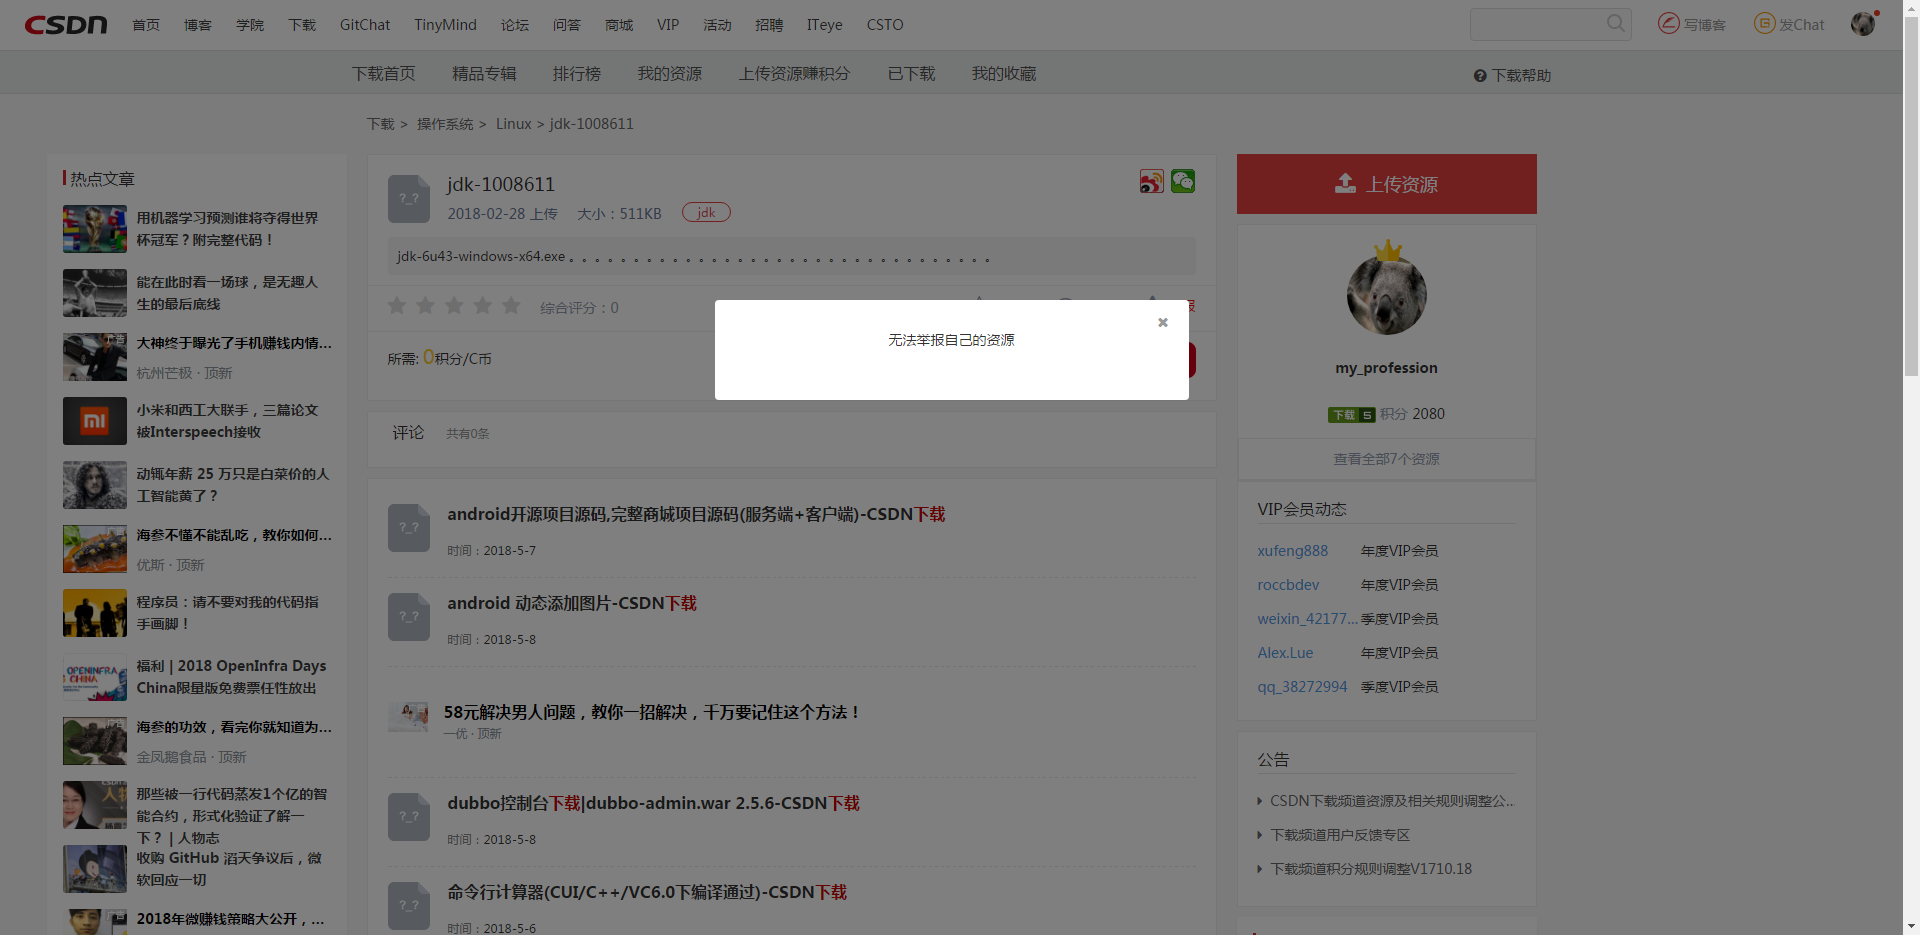 CSDN 首页 博客 学院 下载 GitChat TinyMind 论坛 问答 商城 VIP 活动 招聘 ITeye CSTO 写博客 发Chat
下载首页 精品专辑 排行榜 我的资源 上传资源赚积分 已下载 我的收藏 下载帮助
下载 > 操作系统 > Linux > jdk-1008611
热点文章
用机器学习预测谁将夺得世界
杯冠军？附完整代码！
能在此时看一场球，是无趣人
生的最后底线
广告
大神终于曝光了手机赚钱内情...
杭州芒极 · 顶新
小米和西工大联手，三篇论文
被Interspeech接收
动辄年薪 25 万只是白菜价的人
工智能黄了？
海参不懂不能乱吃，教你如何...
优斯 · 顶新
程序员：请不要对我的代码指
手画脚！
OPENINFRA
CHINA
福利 | 2018 OpenInfra Days
China限量版免费票任性放出
海参的功效，看完你就知道为...
金凤鹅食品 · 顶新
那些被一行代码蒸发1个亿的智
能合约，形式化验证了解一
下？ | 人物志
收购 GitHub 滔天争议后，微
软回应一切
2018年微赚钱策略大公开，...
?_?
jdk-1008611
2018-02-28 上传 大小：511KB jdk
jdk-6u43-windows-x64.exe。。。。。。。。。。。。。。。。。。。。。。。。。。。。。。。。。
综合评分：0
所需: 0积分/C币
无法举报自己的资源
评论 共有0条
?_?
android开源项目源码,完整商城项目源码(服务端+客户端)-CSDN下载
时间：2018-5-7
?_?
android 动态添加图片-CSDN下载
时间：2018-5-8
58元解决男人问题，教你一招解决，千万要记住这个方法！
一优 · 顶新
?_?
dubbo控制台下载|dubbo-admin.war 2.5.6-CSDN下载
时间：2018-5-8
?_?
命令行计算器(CUI/C++/VC6.0下编译通过)-CSDN下载
时间：2018-5-6
上传资源
my_profession
下载 5 积分 2080
查看全部7个资源
VIP会员动态
xufeng888 年度VIP会员
roccbdev 年度VIP会员
weixin_42177... 季度VIP会员
Alex.Lue 年度VIP会员
qq_38272994 季度VIP会员
公告
CSDN下载频道资源及相关规则调整公...
下载频道用户反馈专区
下载频道积分规则调整V1710.18